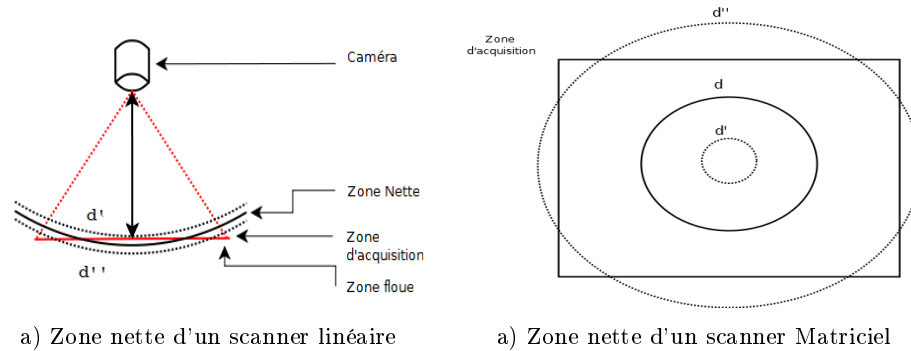 Caméra
Zone Nette
d'
Zone
d'acquisition
d''
Zone floue
a) Zone nette d'un scanner linéaire
d''
Zone
d'acquisition
d
d'
a) Zone nette d'un scanner Matriciel